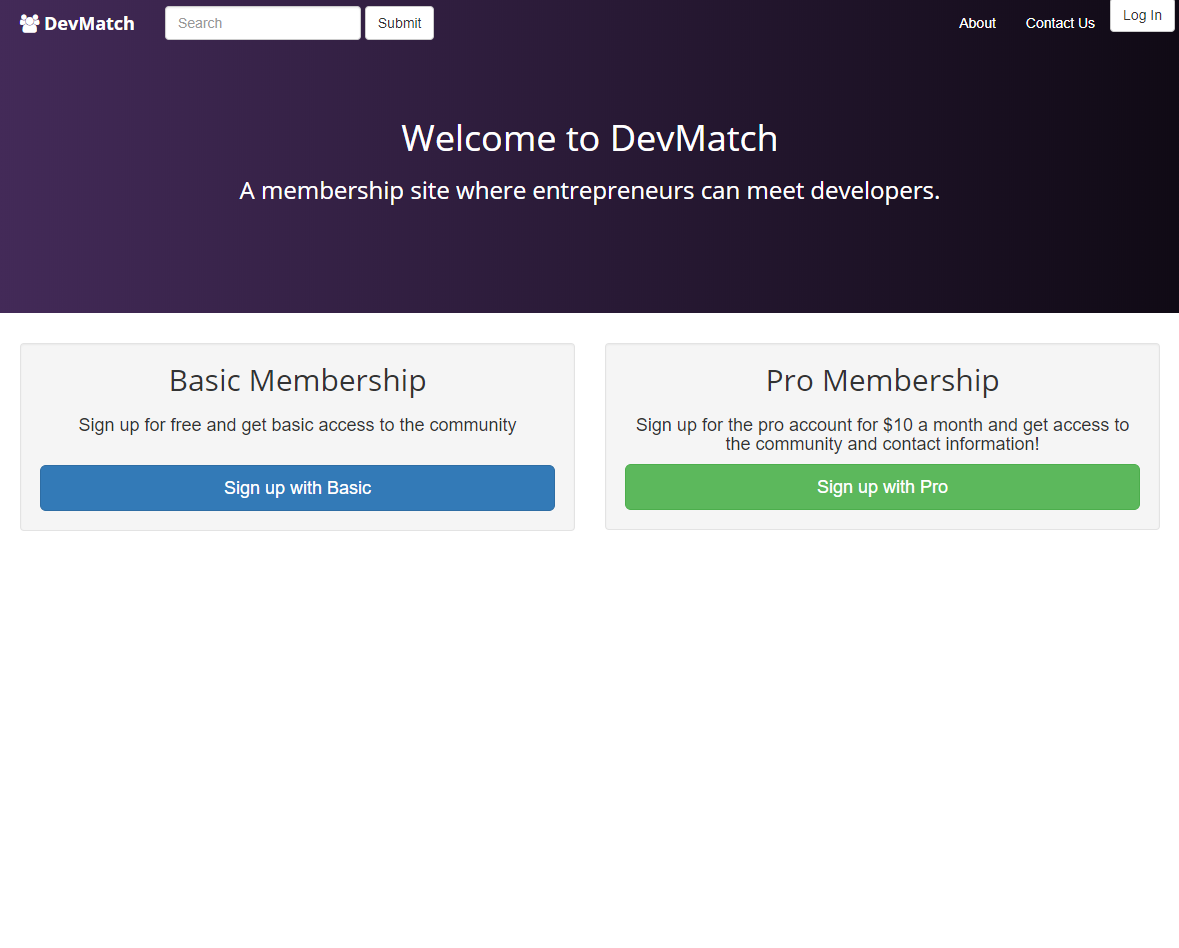 DevMatch
Search
Submit
About
Contact Us
Log In
Welcome to DevMatch
A membership site where entrepreneurs can meet developers.
Basic Membership
Sign up for free and get basic access to the community
Sign up with Basic
Pro Membership
Sign up for the pro account for $10 a month and get access to
the community and contact information!
Sign up with Pro